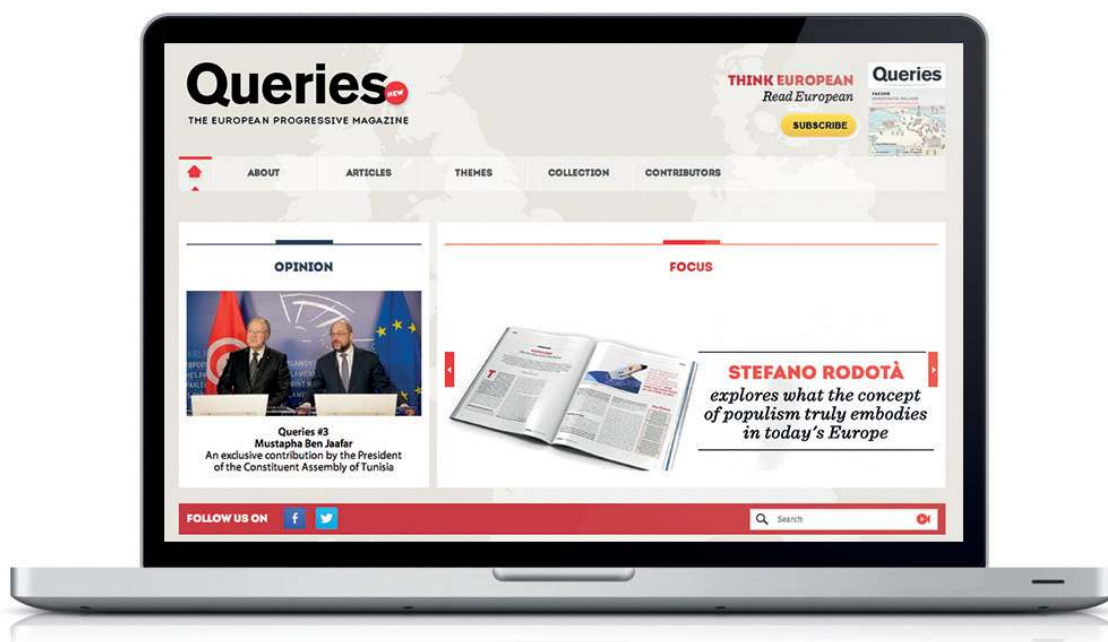 Queries
NEW
THE EUROPEAN PROGRESSIVE MAGAZINE
THINK EUROPEAN
Read European
SUBSCRIBE
Queries
ABOUT
ARTICLES
THEMES
COLLECTION
CONTRIBUTORS
OPINION
Queries #3
Mustapha Ben Jaafar
An exclusive contribution by the President
of the Constituent Assembly of Tunisia
FOCUS
STEFANO RODOTÀ
explores what the concept
of populism truly embodies
in today's Europe
FOLLOW US ON
Search